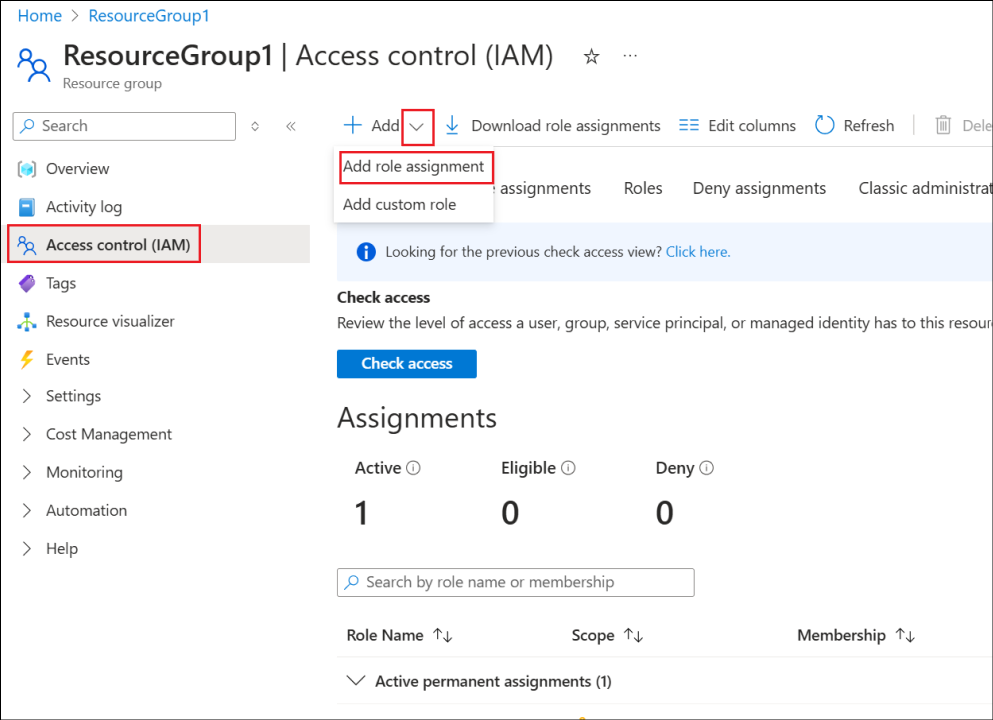 Home > ResourceGroup1
ResourceGroup1 | Access control (IAM)
Resource group
Search
Add
Download role assignments
Edit columns
Refresh
Add role assignment
Add custom role
assignments
Roles
Deny assignments
Overview
Activity log
Access control (IAM)
Tags
Resource visualizer
Events
Settings
Cost Management
Monitoring
Automation
Help
Looking for the previous check access view? Click here.
Check access
Review the level of access a user, group, service principal, or managed identity has to this
Check access
Assignments
Active
Eligible
Deny
1
0
0
Search by role name or membership
Role Name
Scope
Membership
Active permanent assignments (1)